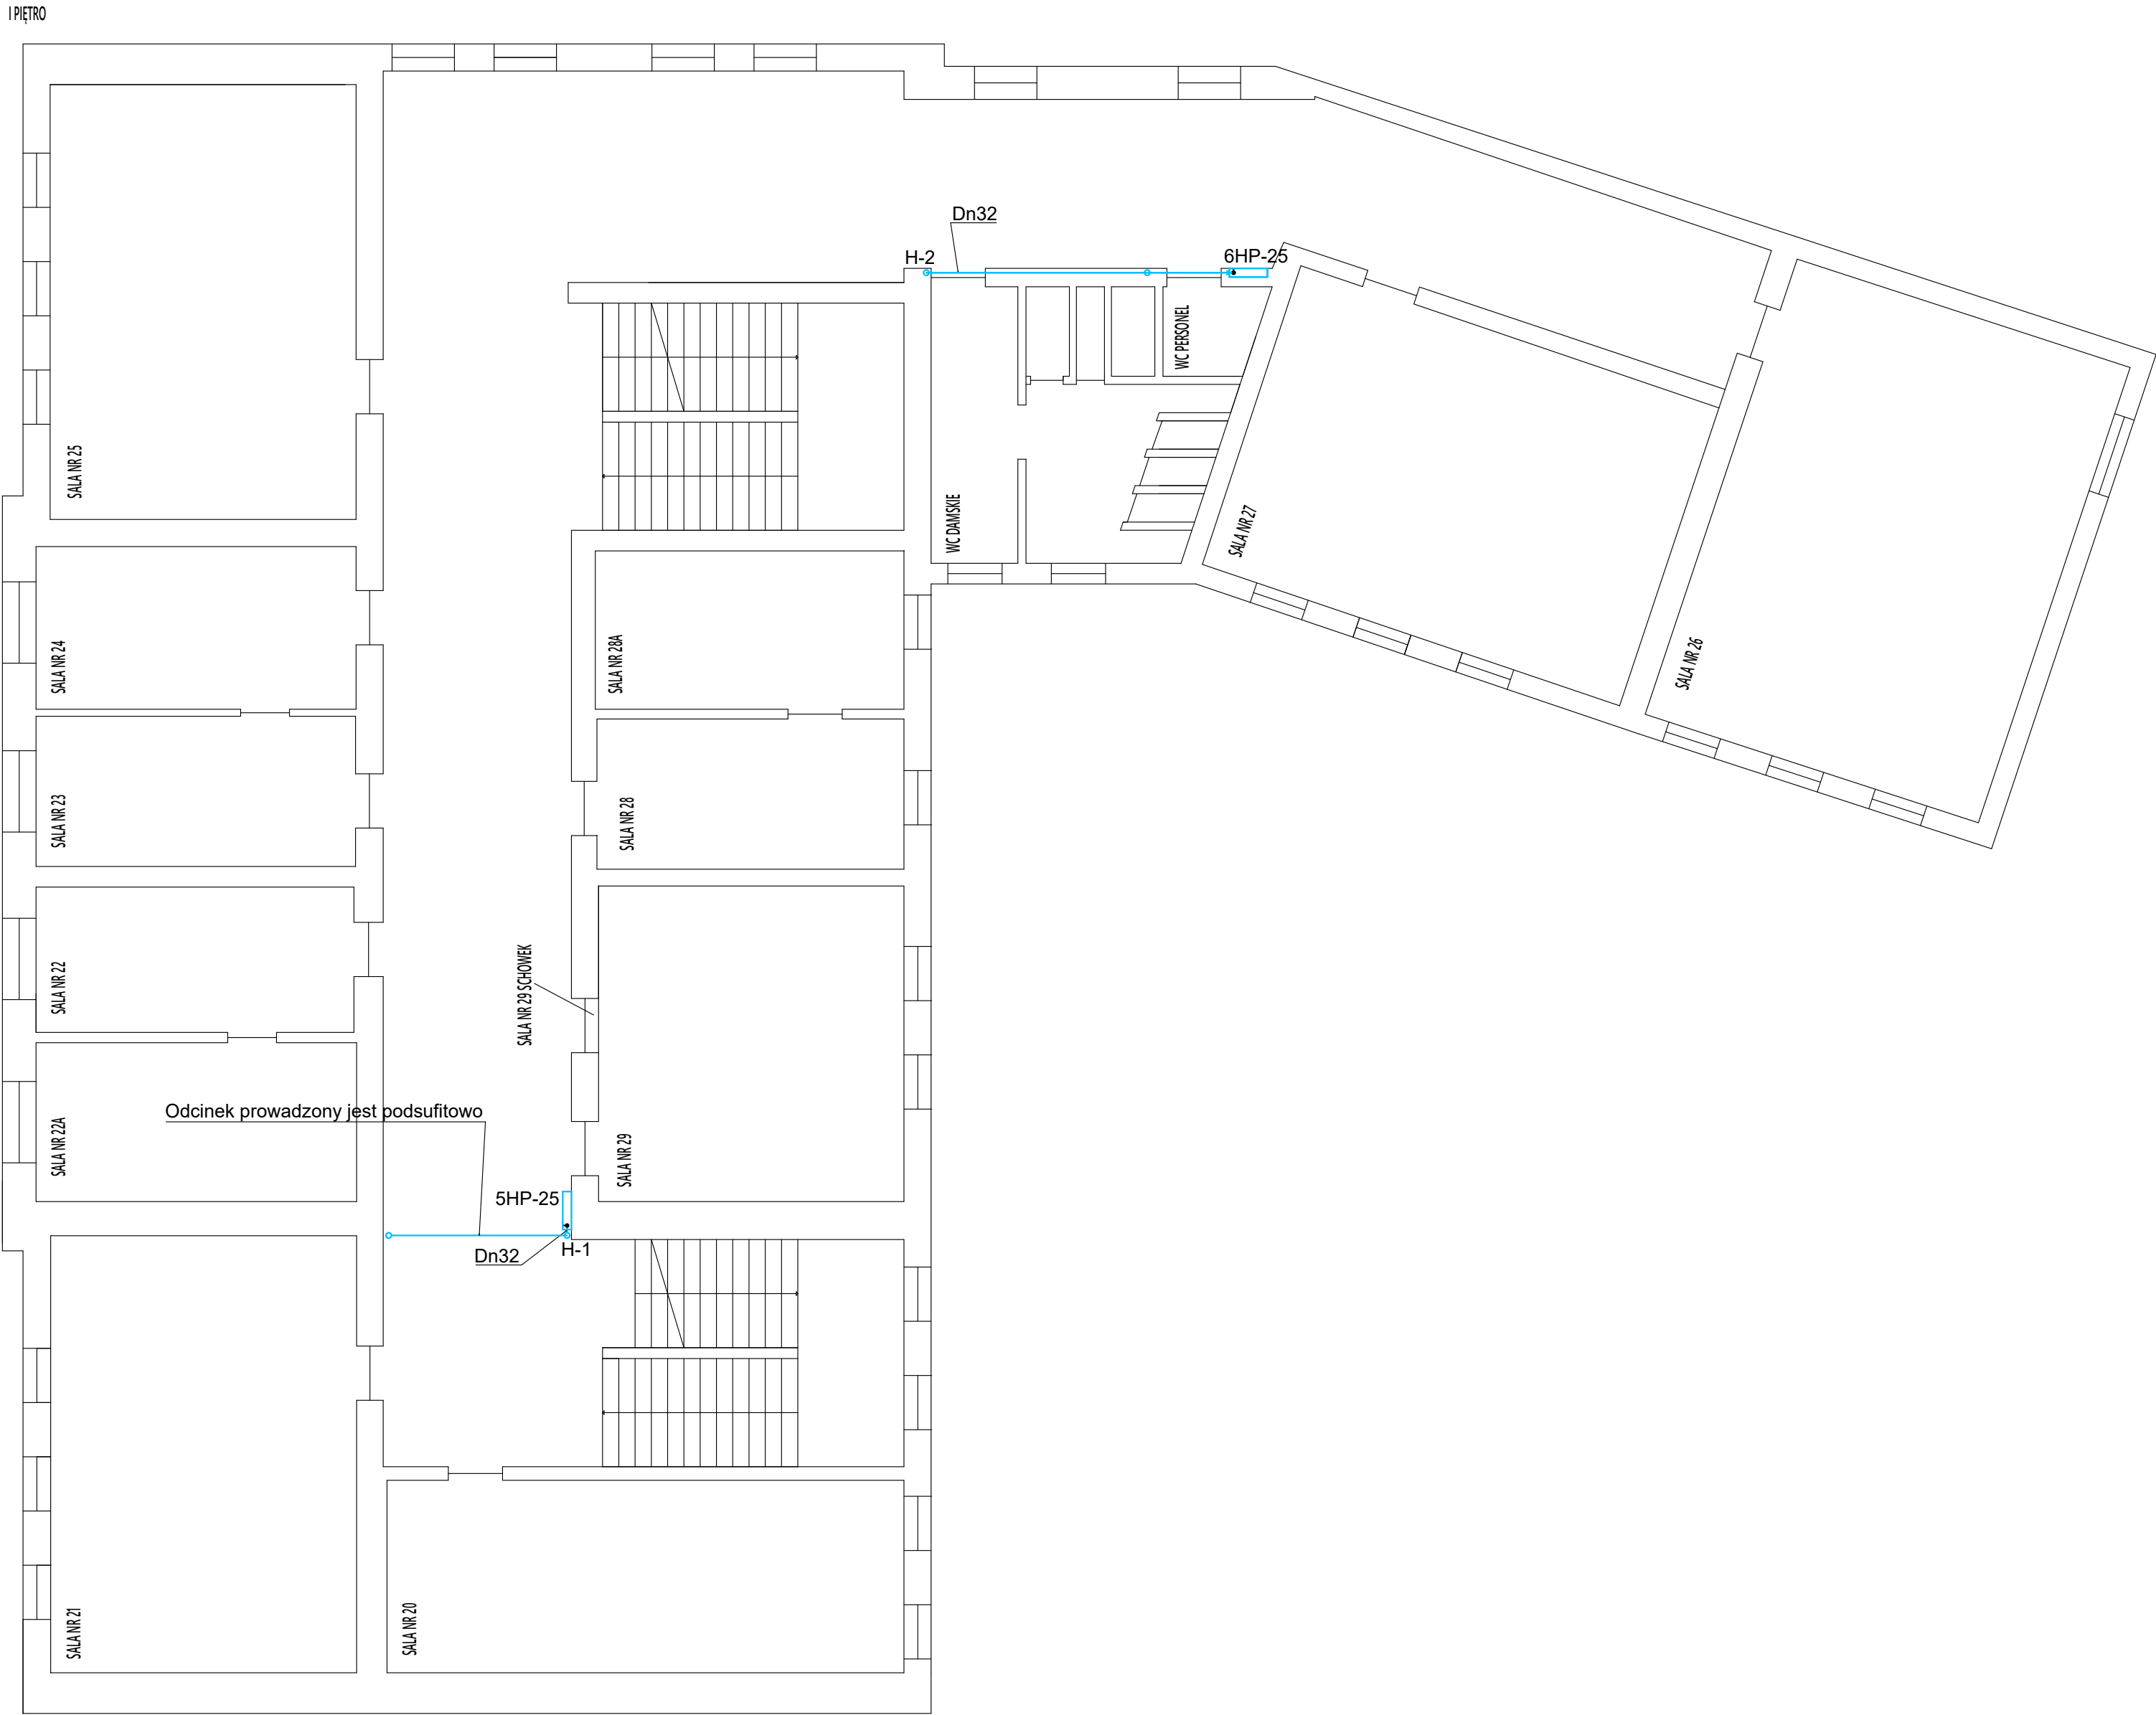 I PIĘTRO
Dn32
H-2
6HP-25
WC PERSONEL
SALA NR 25
WC DAMSKIE
SALA NR 27
SALA NR 24
SALA NR 28A
SALA NR 26
SALA NR 23
SALA NR 28
SALA NR 22
SALA NR 29 SCHOWEK
Odcinek prowadzony jest podsufitowo
SALA NR 22A
SALA NR 29
5HP-25
Dn32
H-1
SALA NR 21
SALA NR 20